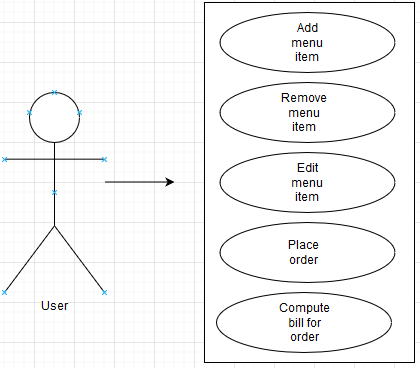 Add
menu
item
Remove
menu
item
Edit
menu
item
Place
order
Compute
bill for
order
User